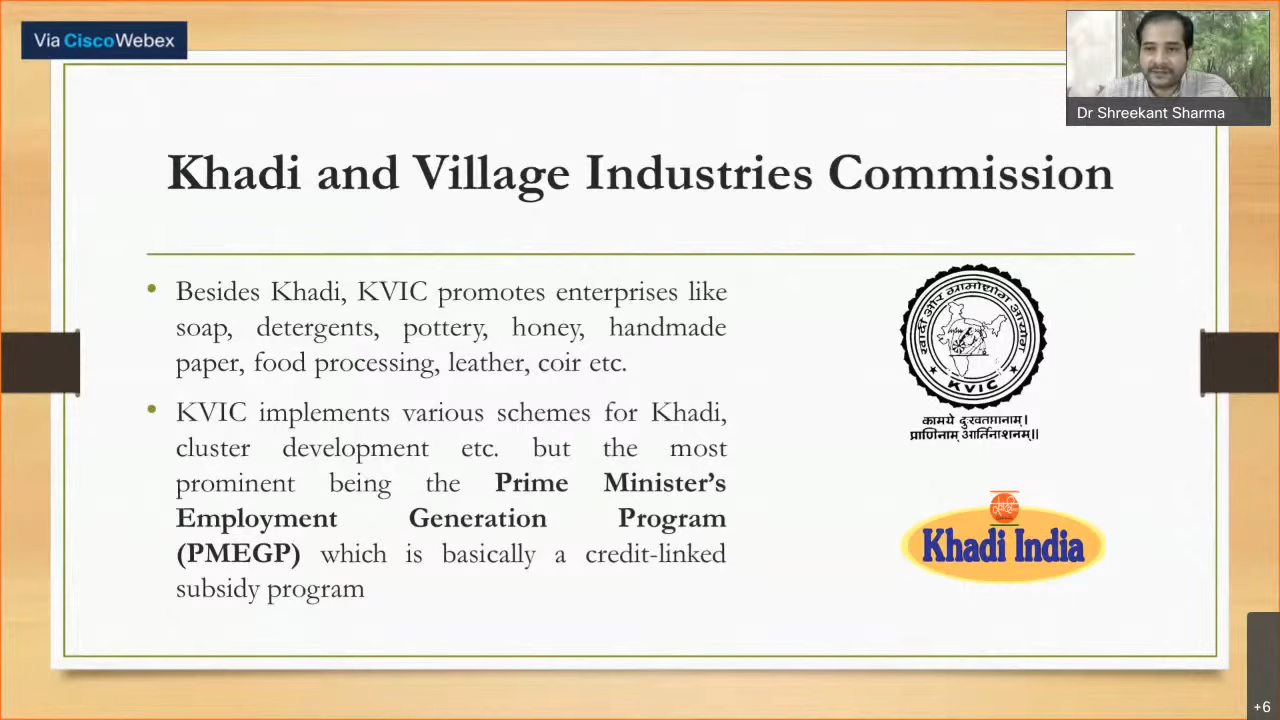 Via CiscoWebex
Dr Shreekant Sharma
Khadi and Village Industries Commission
• Besides Khadi, KVIC promotes enterprises like
soap, detergents, pottery, honey, handmade
paper, food processing, leather, coir etc.
• KVIC implements various schemes for Khadi,
cluster development etc. but the most
prominent being the Prime Minister’s
Employment Generation Program
(PMEGP) which is basically a credit-linked
subsidy program
खादी और ग्रामोद्योग आयोग
KVIC
कामये दुःखतप्तानाम्।
प्राणिनाम् आर्तिनाशनम्॥
Khadi India
+6